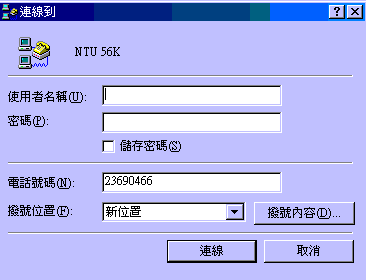 連線到
NTU 56K
使用者名稱(U):
密碼(P):
儲存密碼(S)
電話號碼(N): 23690466
撥號位置(F): 新位置 撥號內容(D)...
連線 取消